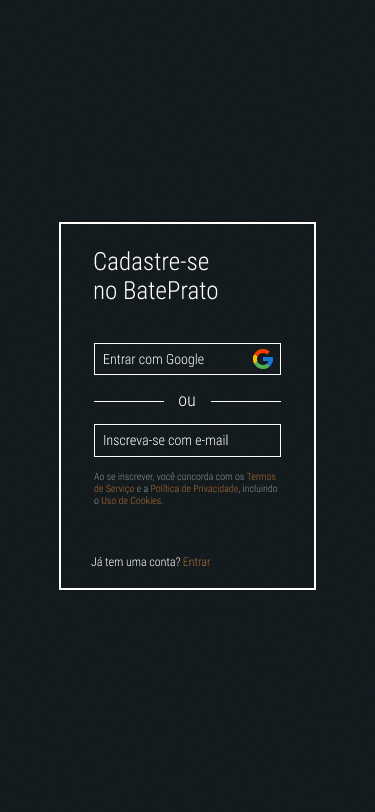 Cadastre-se
no BatePrato
Entrar com Google
ou
Inscreva-se com e-mail
Ao se inscrever, você concorda com os Termos
de Serviço e a Política de Privacidade, incluindo
o Uso de Cookies.
Já tem uma conta? Entrar